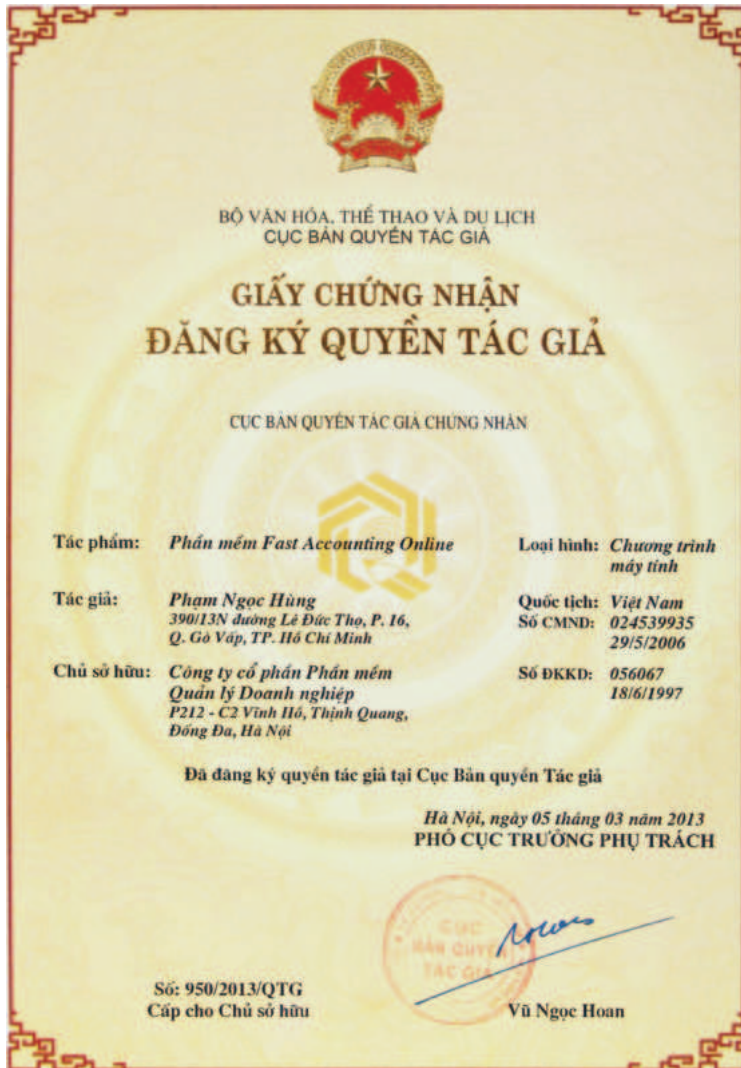 BỘ VĂN HÓA, THỂ THAO VÀ DU LỊCH
CỤC BẢN QUYỀN TÁC GIẢ
GIẤY CHỨNG NHẬN
ĐĂNG KÝ QUYỀN TÁC GIẢ
CỤC BẢN QUYỀN TÁC GIẢ CHỨNG NHẬN
Tác phẩm: Phần mềm Fast Accounting Online Loại hình: Chương trình
máy tính
Tác giả: Phạm Ngọc Hùng Quốc tịch: Việt Nam
390/13N đường Lê Đức Thọ, P. 16, Số CMND: 024539935
Q. Gò Vấp, TP. Hồ Chí Minh 29/5/2006
Chủ sở hữu: Công ty cổ phần Phần mềm Số ĐKKD: 056067
Quản lý Doanh nghiệp 18/6/1997
P212 - C2 Vĩnh Hồ, Thịnh Quang,
Đống Đa, Hà Nội
Đã đăng ký quyền tác giả tại Cục Bản quyền Tác giả
Hà Nội, ngày 05 tháng 03 năm 2013
PHÓ CỤC TRƯỞNG PHỤ TRÁCH
CỤC
BẢN QUYỀN
TÁC GIẢ
Số: 950/2013/QTG
Cấp cho Chủ sở hữu
Vũ Ngọc Hoan